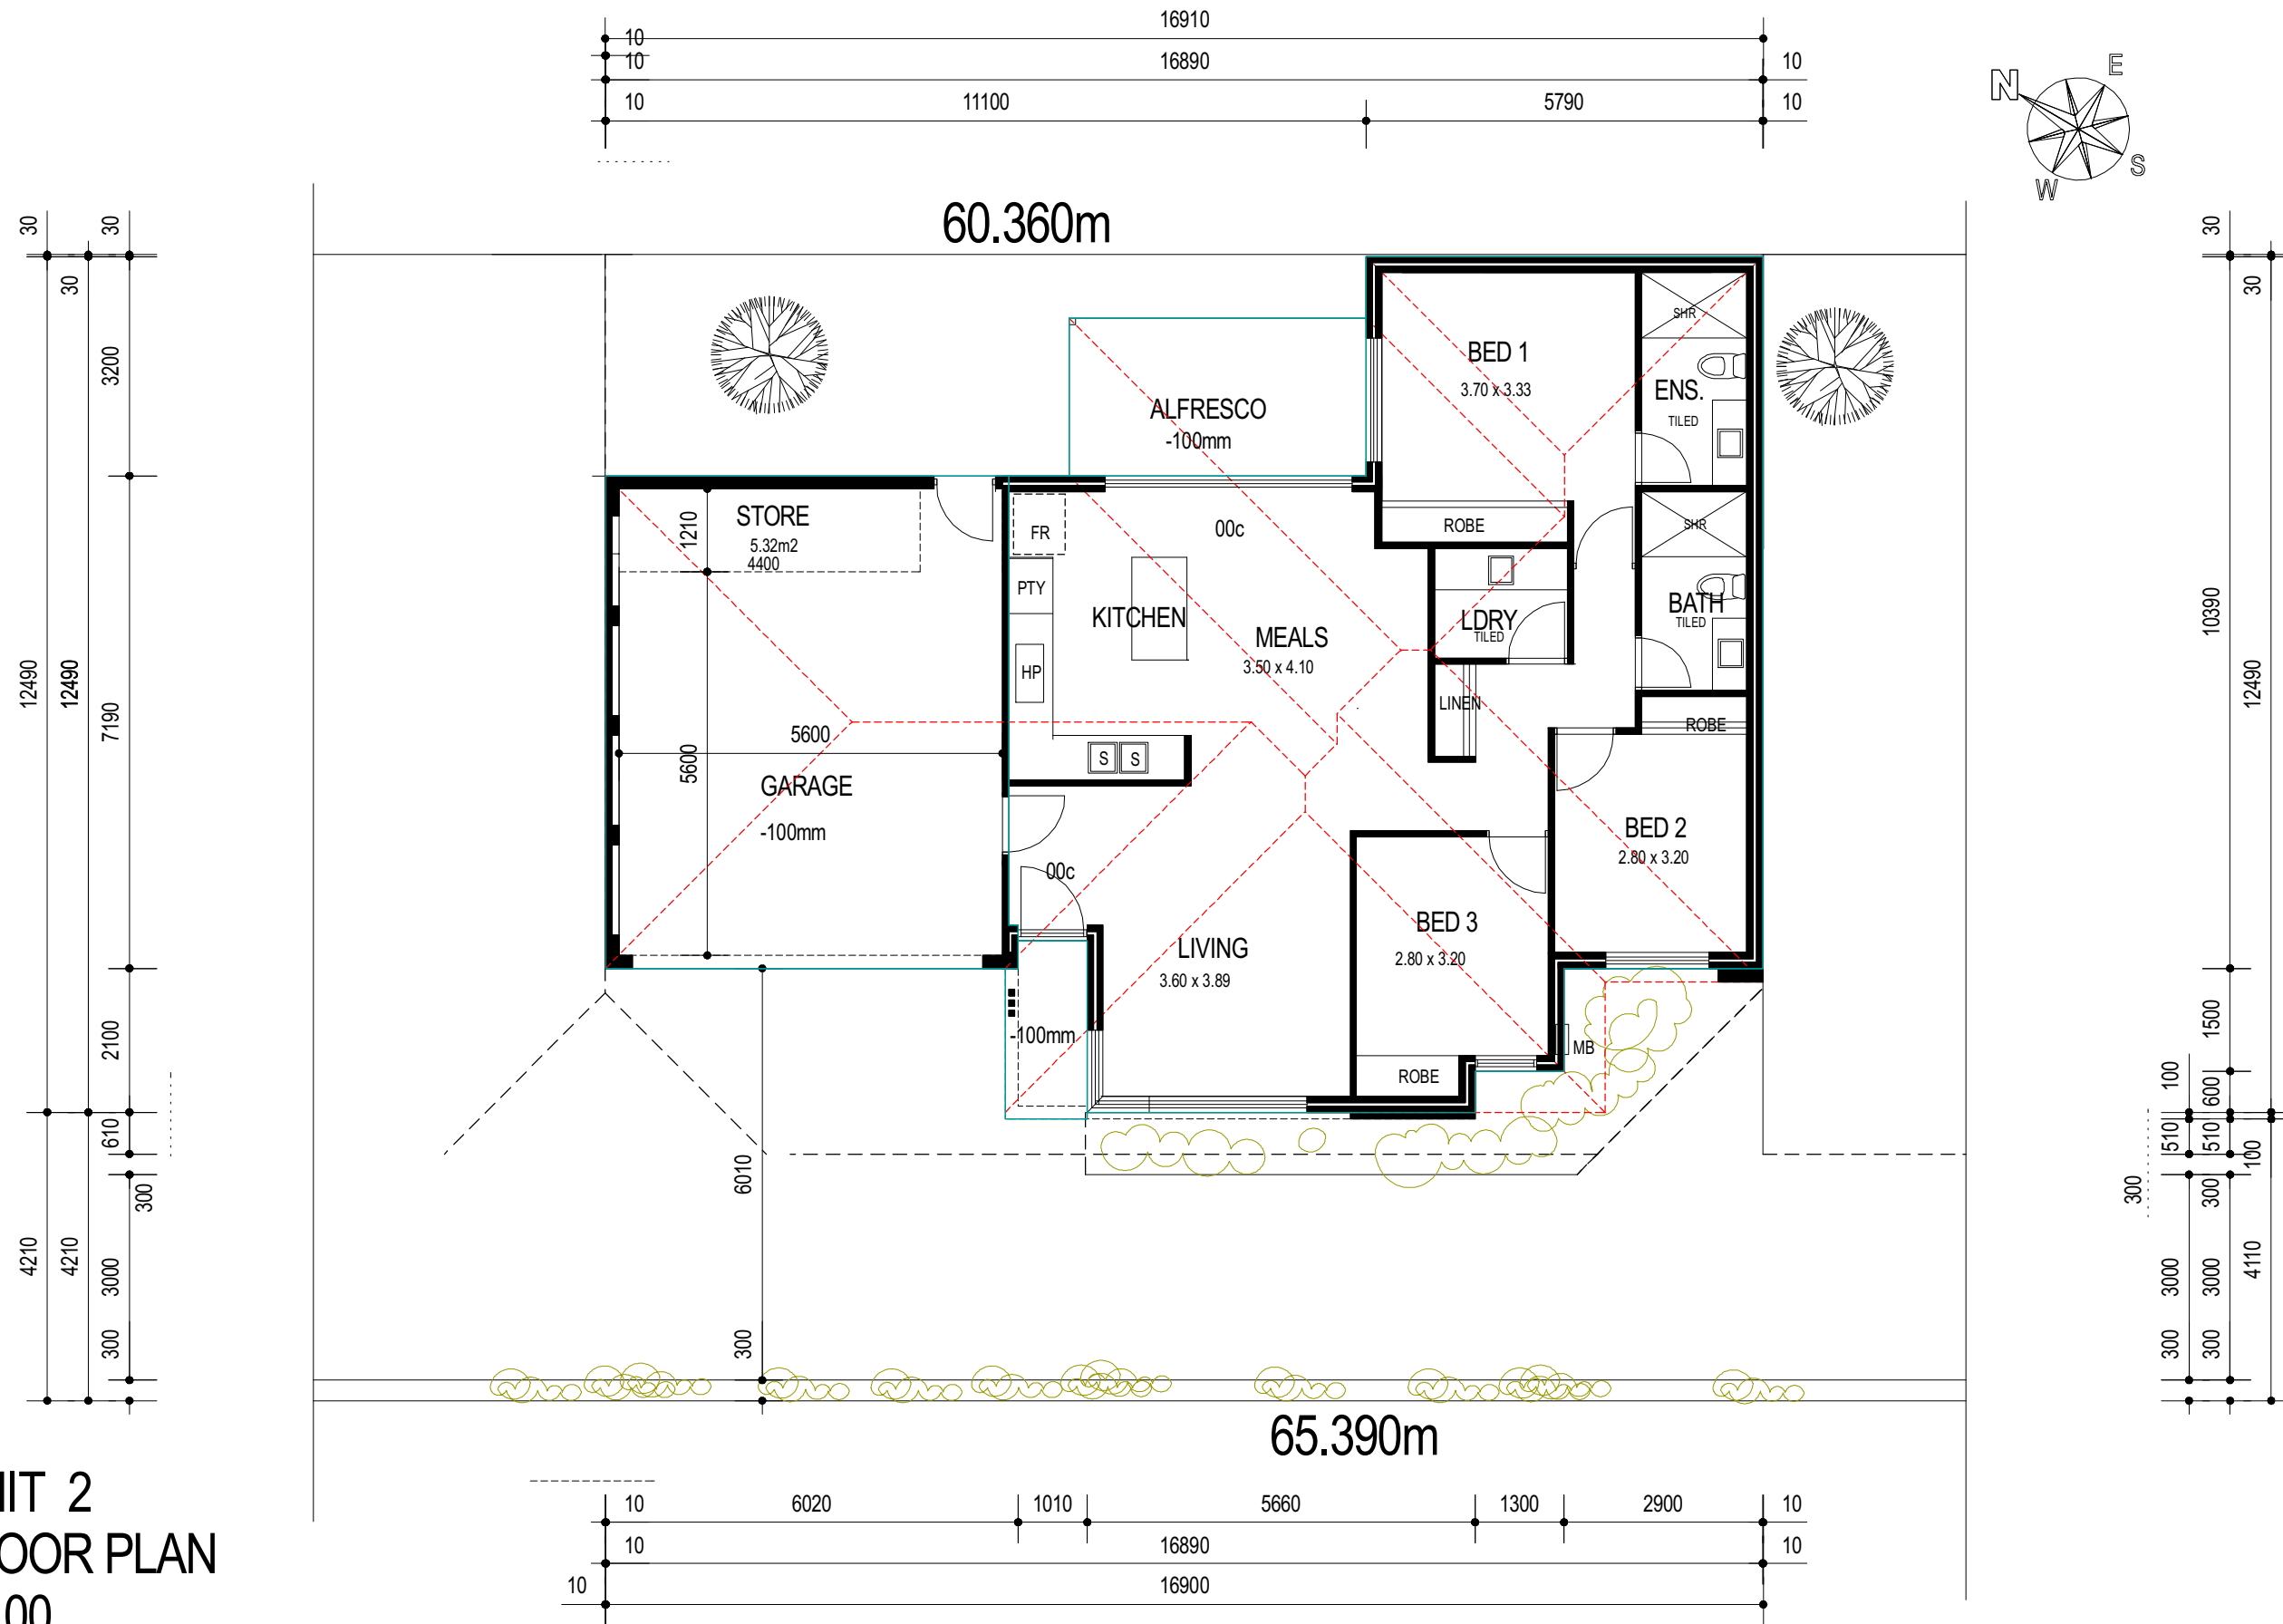 16910
10
10
16890
10
10
11100
5790
10
N
E
S
W
60.360m
30
30
30
3200
12490
12490
7190
2100
610
300
4210
4210
3000
300
30
30
10390
12490
1500
100
600
510
510
100
300
300
3000
3000
4110
300
300
SHR
BED 1
3.70 x 3.33
ENS.
TILED
ALFRESCO
-100mm
STORE
5.32m2
4400
1210
FR
00c
ROBE
SHR
PTY
KITCHEN
LDRY
TILED
BATH
TILED
MEALS
3.50 x 4.10
HP
LINEN
ROBE
5600
5600
S
S
GARAGE
-100mm
BED 2
2.80 x 3.20
00c
LIVING
3.60 x 3.89
BED 3
2.80 x 3.20
-100mm
MB
ROBE
6010
300
65.390m
10
6020
1010
5660
1300
2900
10
10
16890
10
10
16900
IT 2
OOR PLAN
00